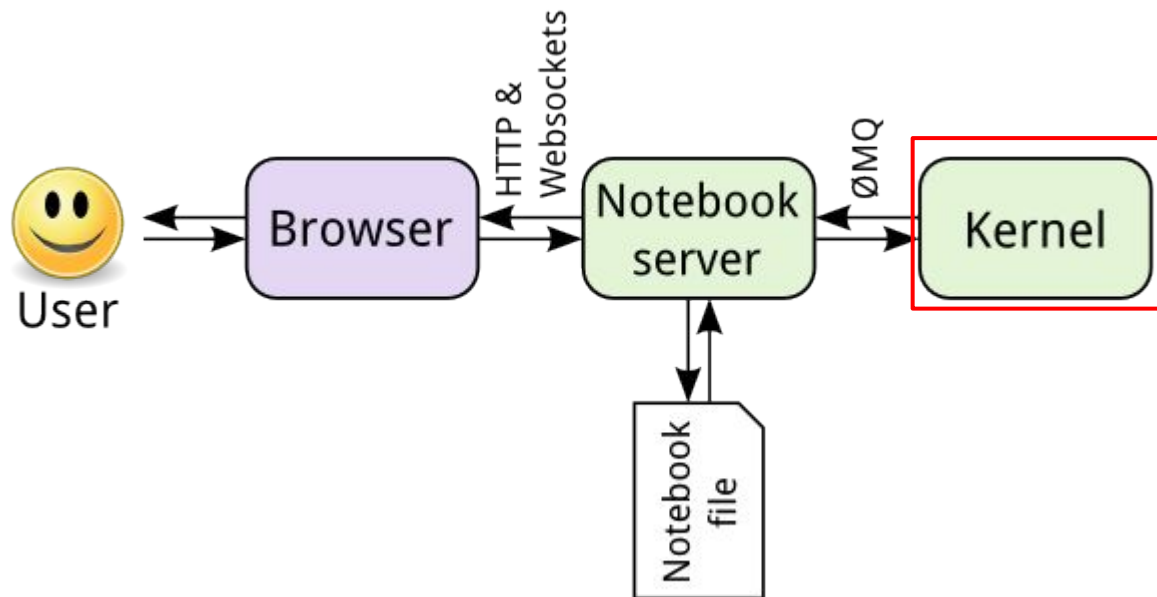 User
Browser
HTTP &
Websockets
Notebook
server
ØMQ
Kernel
Notebook
file